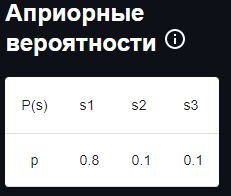 Априорные
вероятности
P(s) s1 s2 s3
p 0.8 0.1 0.1